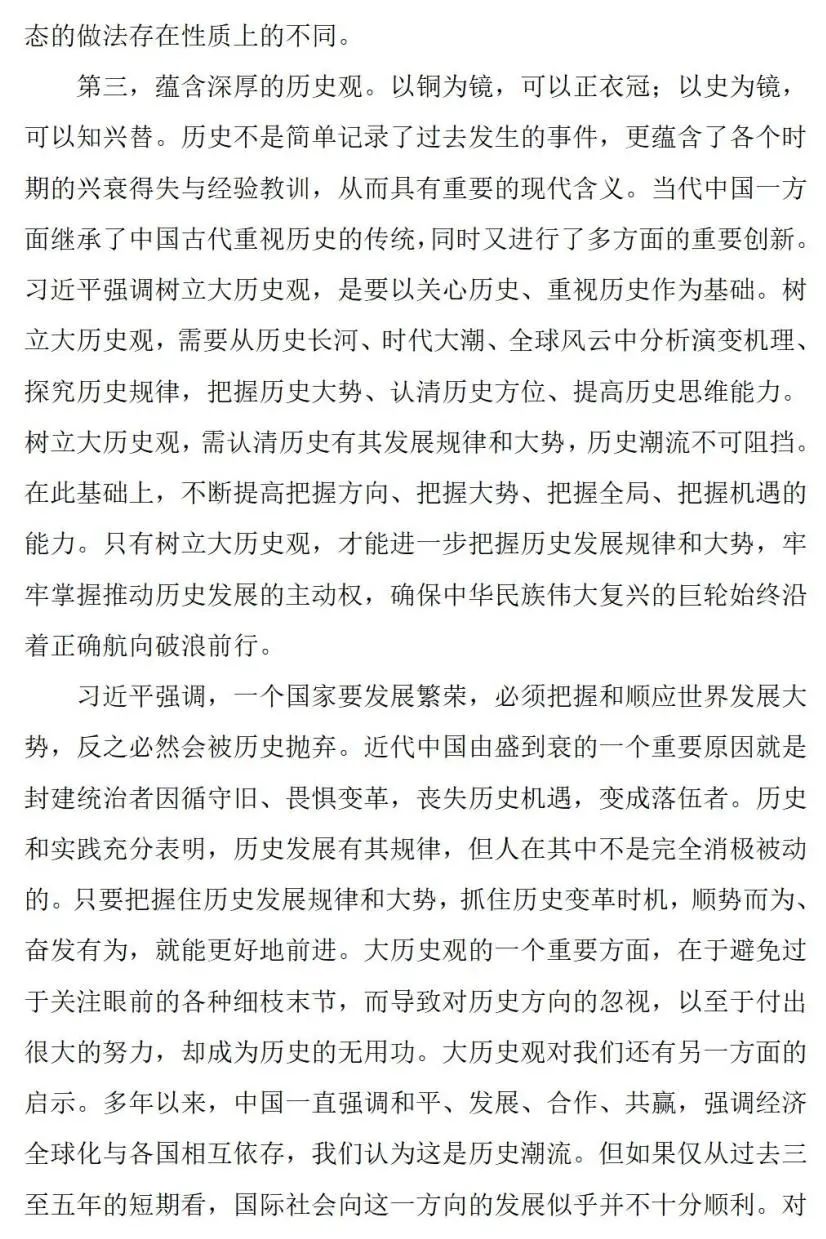 态的做法存在性质上的不同。
第三，蕴含深厚的历史观。以铜为镜，可以正衣冠；以史为镜，
可以知兴替。历史不是简单记录了过去发生的事件，更蕴含了各个时
期的兴衰得失与经验教训，从而具有重要的现代含义。当代中国一方
面继承了中国古代重视历史的传统，同时又进行了多方面的重要创新。
习近平强调树立大历史观，是要以关心历史、重视历史作为基础。树
立大历史观，需要从历史长河、时代大潮、全球风云中分析演变机理、
探究历史规律，把握历史大势、认清历史方位、提高历史思维能力。
树立大历史观，需认清历史有其发展规律和大势，历史潮流不可阻挡。
在此基础上，不断提高把握方向、把握大势、把握全局、把握机遇的
能力。只有树立大历史观，才能进一步把握历史发展规律和大势，牢
牢掌握推动历史发展的主动权，确保中华民族伟大复兴的巨轮始终沿
着正确航向破浪前行。
习近平强调，一个国家要发展繁荣，必须把握和顺应世界发展大
势，反之必然会被历史抛弃。近代中国由盛到衰的一个重要原因就是
封建统治者因循守旧、畏惧变革，丧失历史机遇，变成落伍者。历史
和实践充分表明，历史发展有其规律，但人在其中不是完全消极被动
的。只要把握住历史发展规律和大势，抓住历史变革时机，顺势而为、
奋发有为，就能更好地前进。大历史观的一个重要方面，在于避免过
于关注眼前的各种细枝末节，而导致对历史方向的忽视，以至于付出
很大的努力，却成为历史的无用功。大历史观对我们还有另一方面的
启示。多年以来，中国一直强调和平、发展、合作、共赢，强调经济
全球化与各国相互依存，我们认为这是历史潮流。但如果仅从过去三
至五年的短期看，国际社会向这一方向的发展似乎并不十分顺利。对